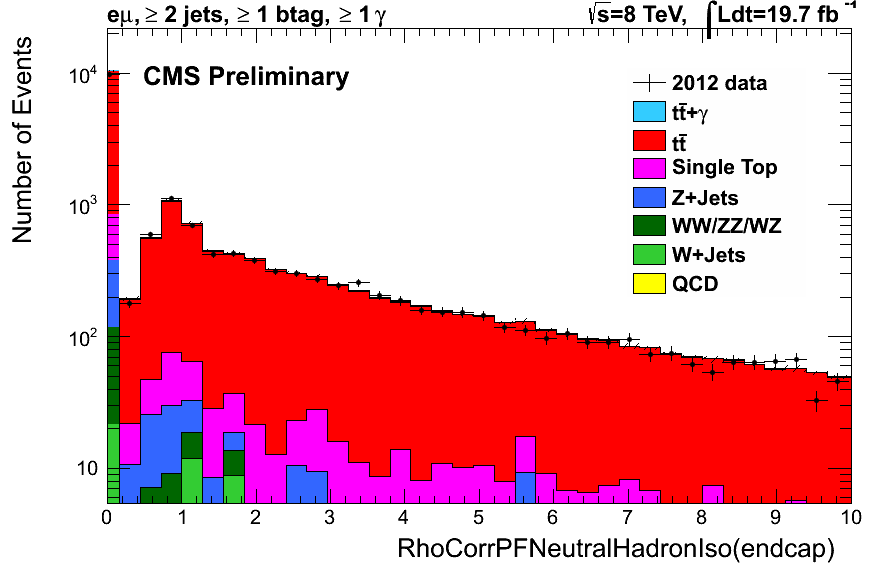 eμ, ≥ 2 jets, ≥ 1 btag, ≥ 1 γ √s=8 TeV, ∫Ldt=19.7 fb⁻¹
CMS Preliminary
Number of Events
10⁴
10³
10²
10
2012 data
tt̄+γ
tt̄
Single Top
Z+Jets
WW/ZZ/WZ
W+Jets
QCD
0 1 2 3 4 5 6 7 8 9 10
RhoCorrPFNeutralHadronIso(endcap)